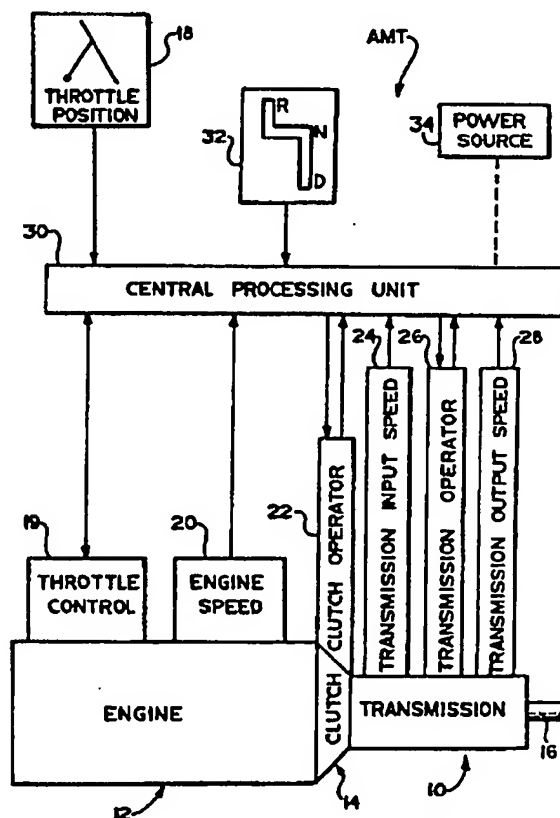 18
THROTTLE
POSITION
32
R
N
D
AMT
34
POWER
SOURCE
30
CENTRAL PROCESSING UNIT
19
THROTTLE
CONTROL
20
ENGINE
SPEED
22
CLUTCH OPERATOR
24
TRANSMISSION INPUT SPEED
26
TRANSMISSION OPERATOR
28
TRANSMISSION OUTPUT SPEED
ENGINE
CLUTCH
TRANSMISSION
16
12
14
10